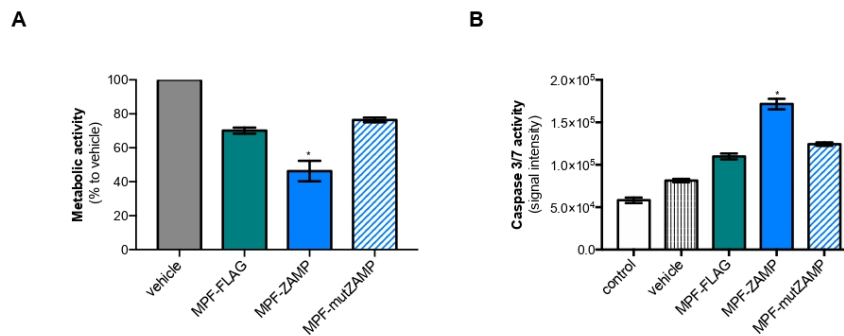 A
Metabolic activity
(% to vehicle)
100
80
60
40
20
0
*
vehicle
MPF-FLAG
MPF-ZAMP
MPF-mutZAMP
B
Caspase 3/7 activity
(signal intensity)
2.0×10⁵
1.5×10⁵
1.0×10⁵
5.0×10⁴
0.0
*
control
vehicle
MPF-FLAG
MPF-ZAMP
MPF-mutZAMP